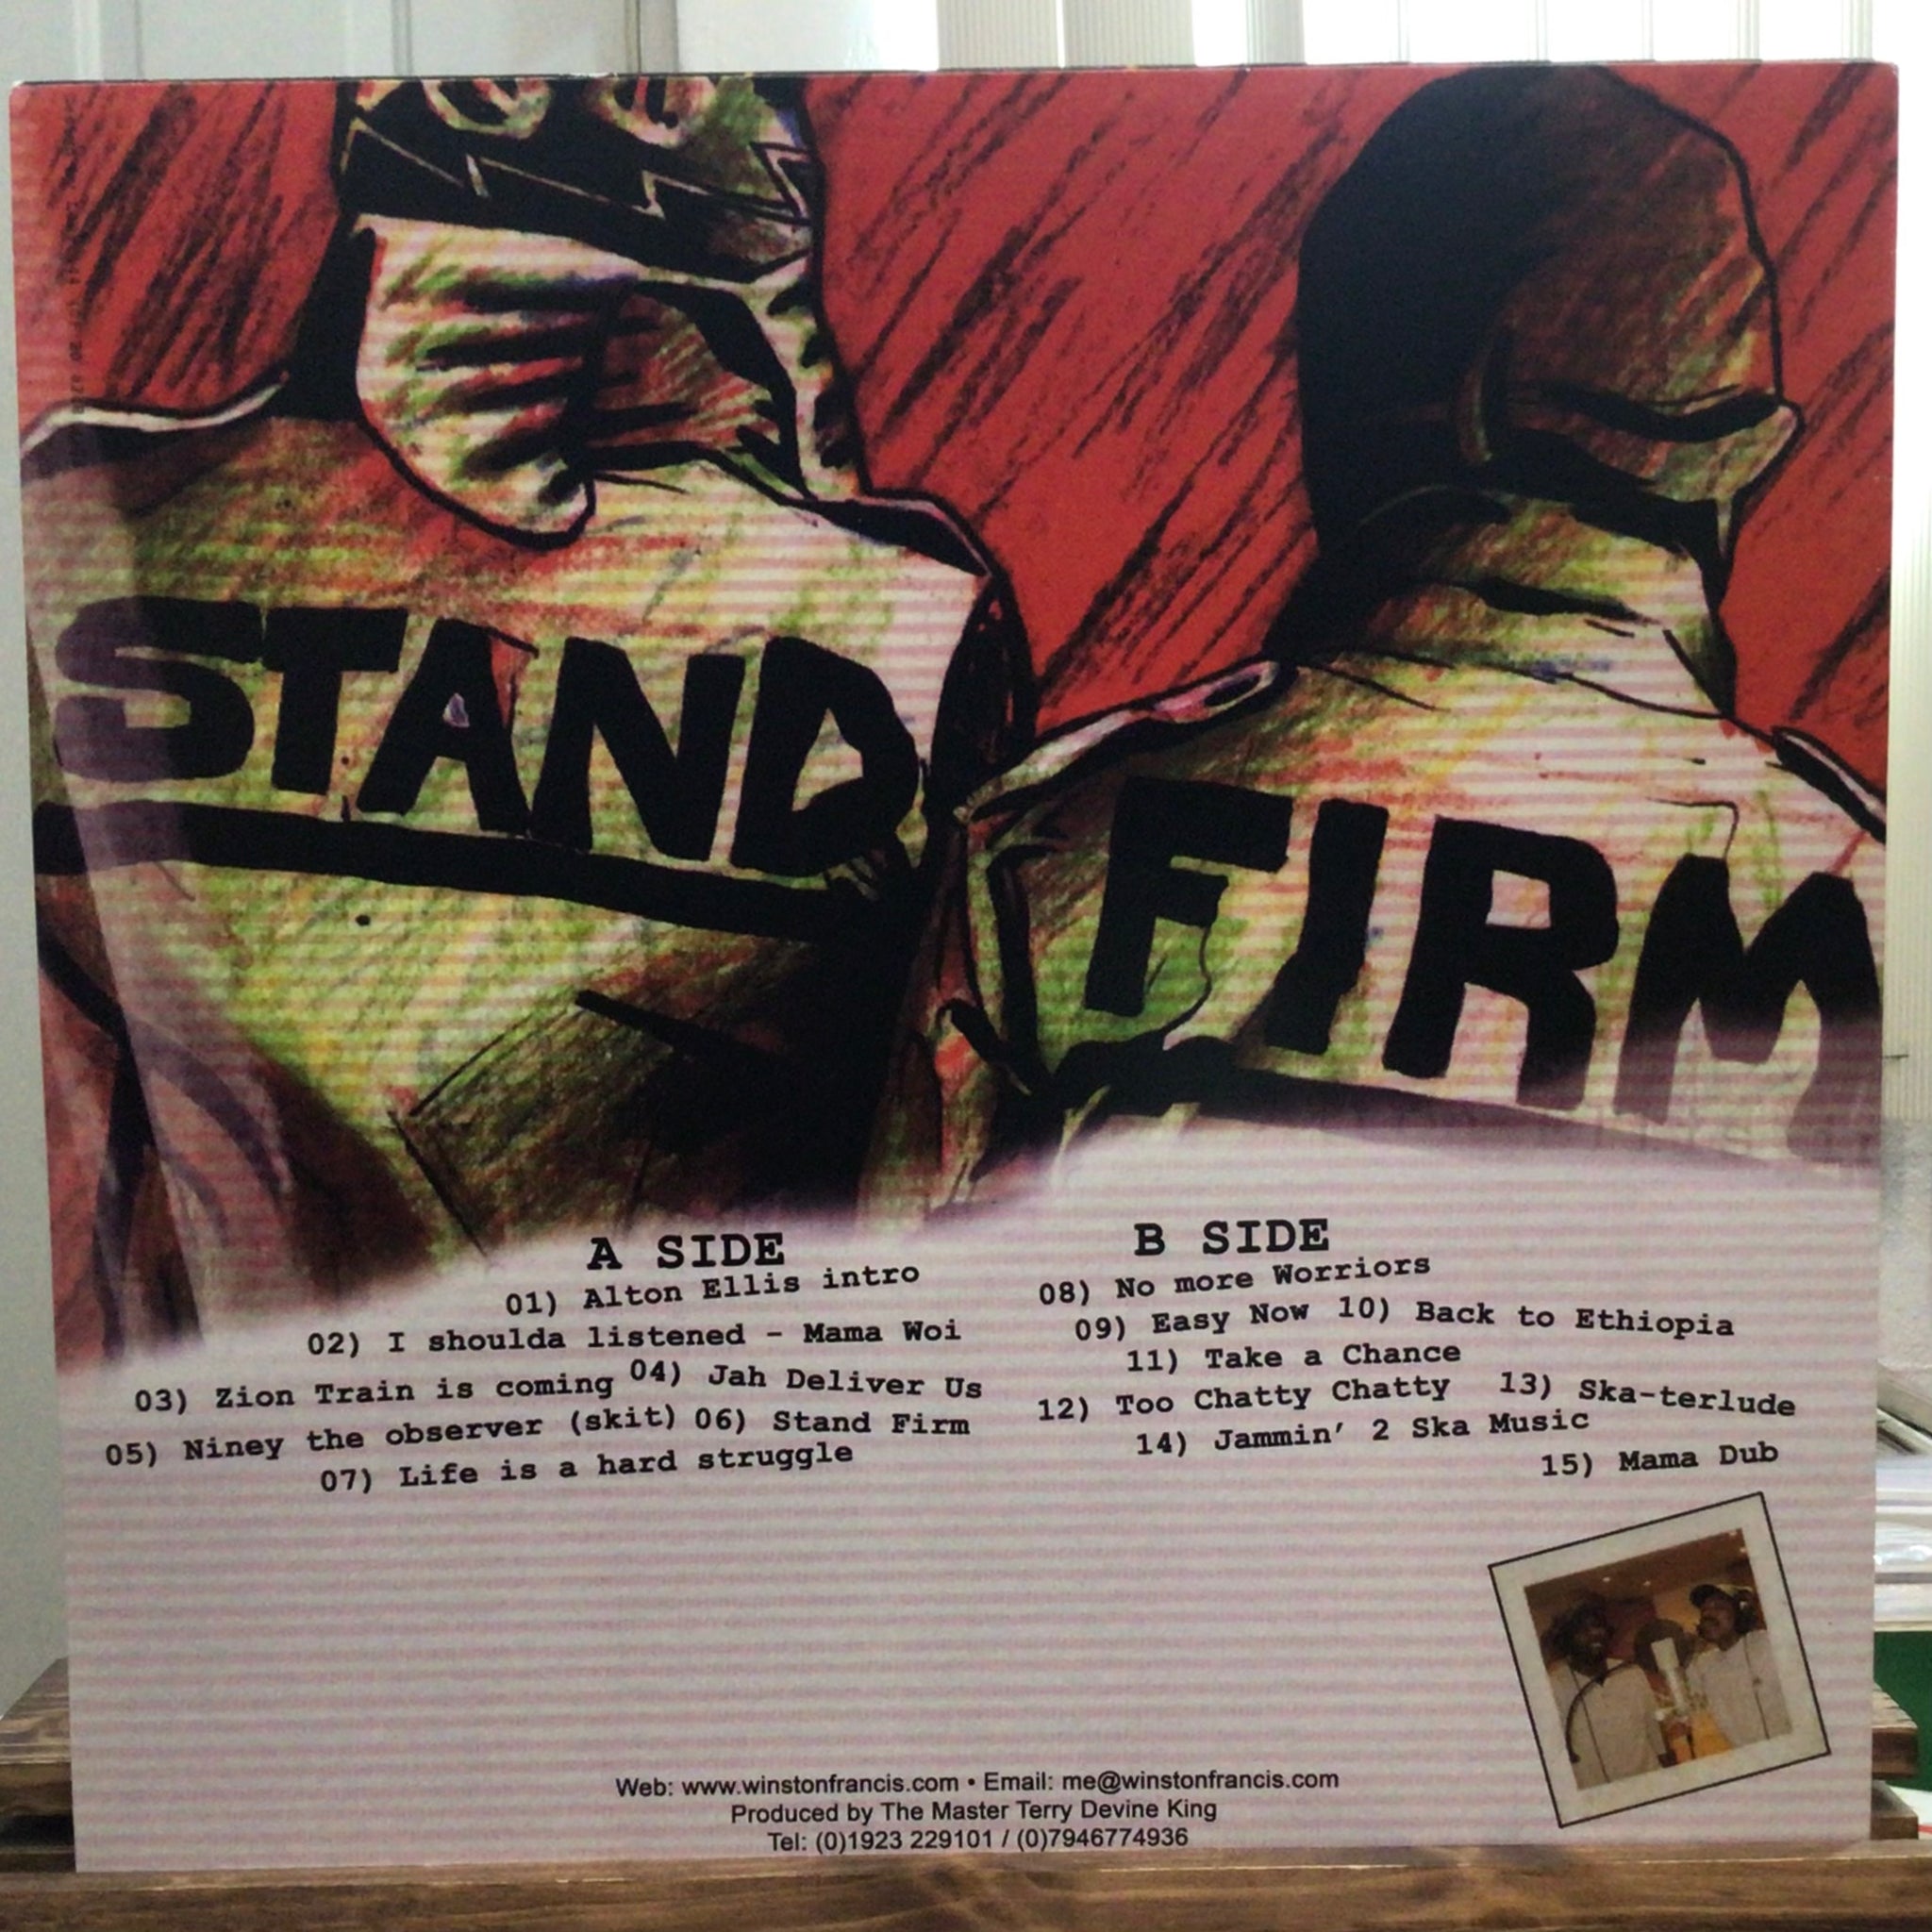 STAND
FIRM
A SIDE
01) Alton Ellis intro
02) I shoulda listened - Mama Woi
03) Zion Train is coming 04) Jah Deliver Us
05) Niney the observer (skit) 06) Stand Firm
07) Life is a hard struggle
B SIDE
08) No more Worriors
09) Easy Now 10) Back to Ethiopia
11) Take a Chance
12) Too Chatty Chatty 13) Ska-terlude
14) Jammin' 2 Ska Music
15) Mama Dub
Web: www.winstonfrancis.com • Email: me@winstonfrancis.com
Produced by The Master Terry Devine King
Tel: (0)1923 229101 / (0)7946774936